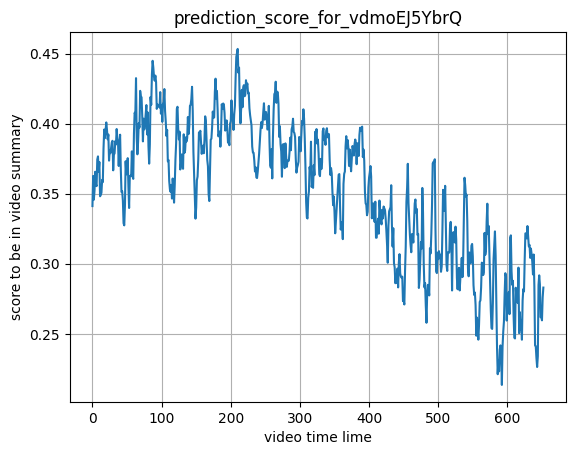 prediction_score_for_vdmoEJ5YbrQ
score to be in video summary
0.45
0.40
0.35
0.30
0.25
0 100 200 300 400 500 600
video time lime